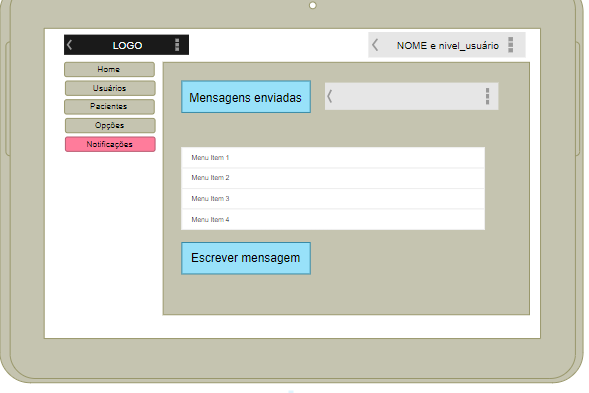 LOGO
NOME e nivel_usuário
Home
Usuários
Pacientes
Opções
Notificações
Mensagens enviadas
Menu Item 1
Menu Item 2
Menu Item 3
Menu Item 4
Escrever mensagem